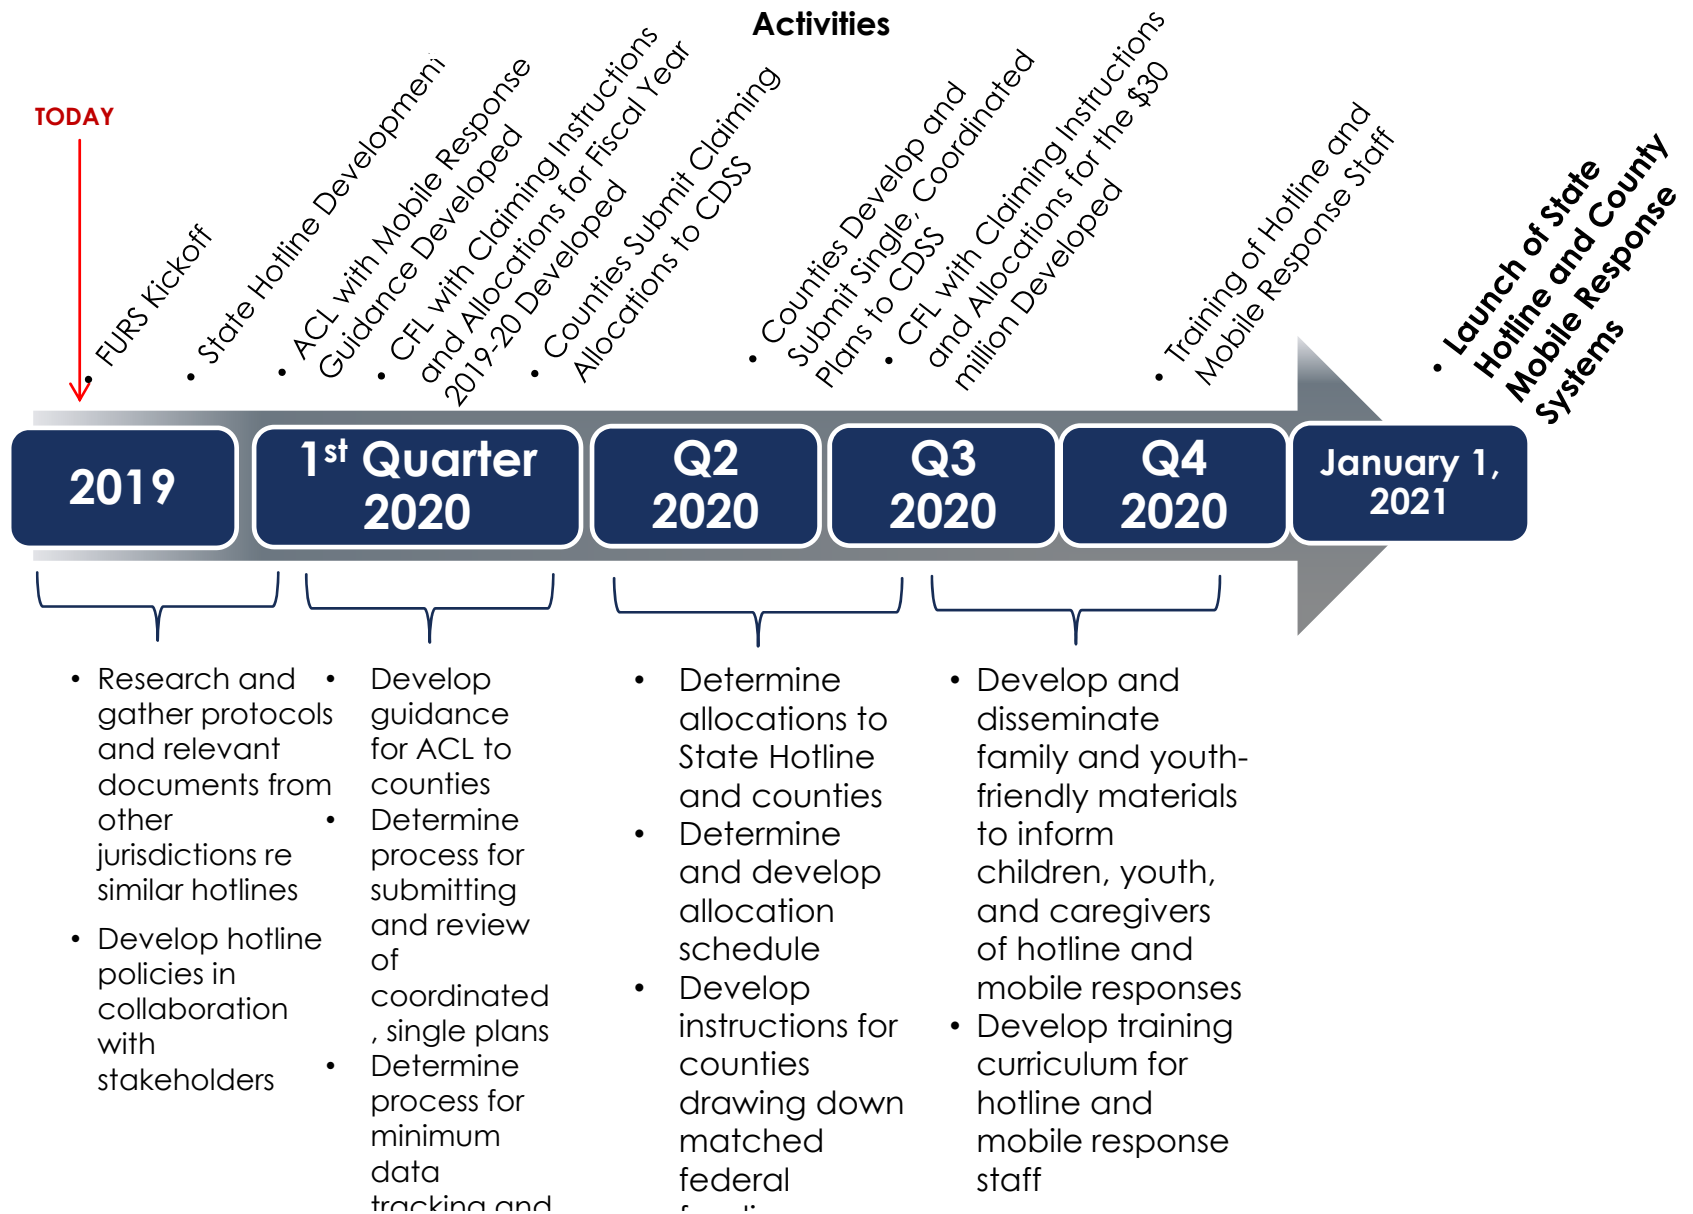 Activities
TODAY
• FURS Kickoff
• State Hotline Development
• ACL with Mobile Response
Guidance Developed
• CFL with Claiming Instructions
and Allocations for Fiscal Year
2019-20 Developed
• Counties Submit Claiming
Allocations to CDSS
• Counties Develop and
Submit Single, Coordinated
Plans to CDSS
• CFL with Claiming Instructions
and Allocations for the $30
million Developed
• Training of Hotline and
Mobile Response Staff
• Launch of State
Hotline and County
Mobile Response
Systems
2019
1st Quarter
2020
Q2
2020
Q3
2020
Q4
2020
January 1,
2021
• Research and
gather protocols
and relevant
documents from
other
jurisdictions re
similar hotlines
• Develop hotline
policies in
collaboration
with
stakeholders
• Develop
guidance
for ACL to
counties
• Determine
process for
submitting
and review
of
coordinated
, single plans
• Determine
process for
minimum
data
tracking and
• Determine
allocations to
State Hotline
and counties
• Determine
and develop
allocation
schedule
• Develop
instructions for
counties
drawing down
matched
federal
• Develop and
disseminate
family and youth-
friendly materials
to inform
children, youth,
and caregivers
of hotline and
mobile responses
• Develop training
curriculum for
hotline and
mobile response
staff